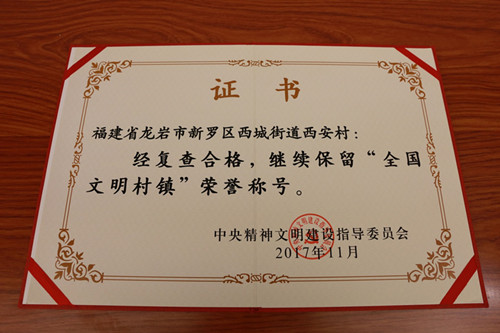 证书
福建省龙岩市新罗区西城街道西安村：
经复查合格，继续保留“全国
文明村镇”荣誉称号。
中央精神文明建设指导委员会
2017年11月